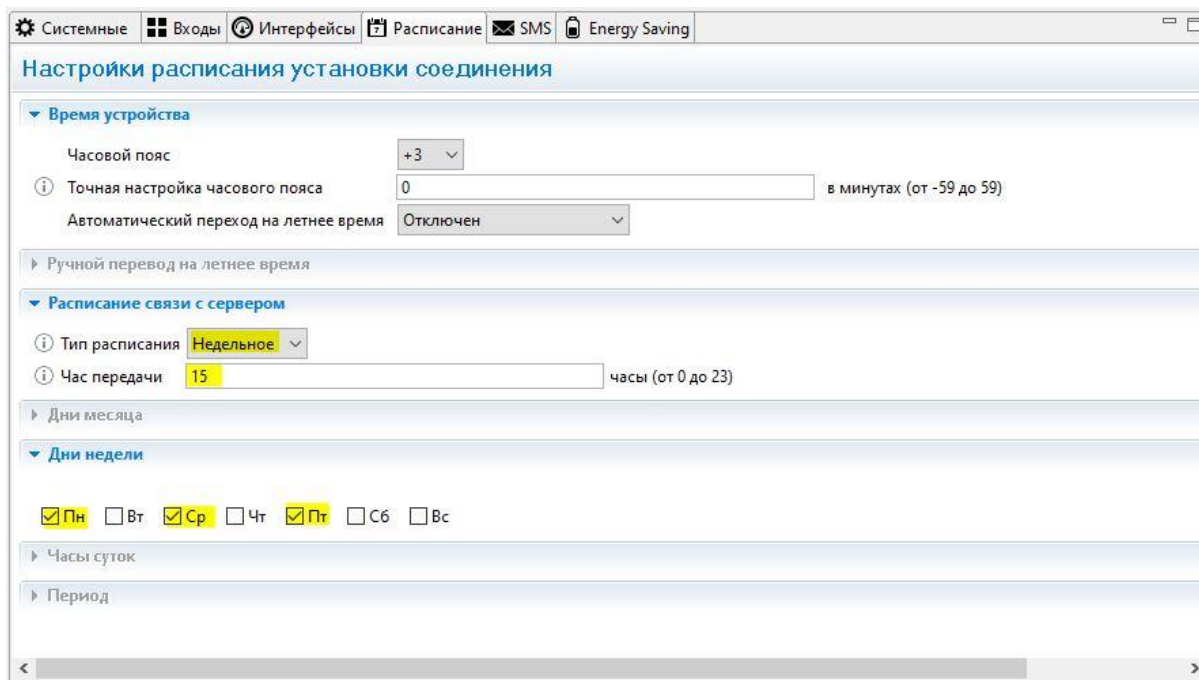 Системные Входы Интерфейсы Расписание SMS Energy Saving
Настройки расписания установки соединения
Время устройства
Часовой пояс +3
Точная настройка часового пояса 0 в минутах (от -59 до 59)
Автоматический переход на летнее время Отключен
Ручной перевод на летнее время
Расписание связи с сервером
Тип расписания Недельное
Час передачи 15 часы (от 0 до 23)
Дни месяца
Дни недели
Пн Вт Ср Чт Пт Сб Вс
Часы суток
Период